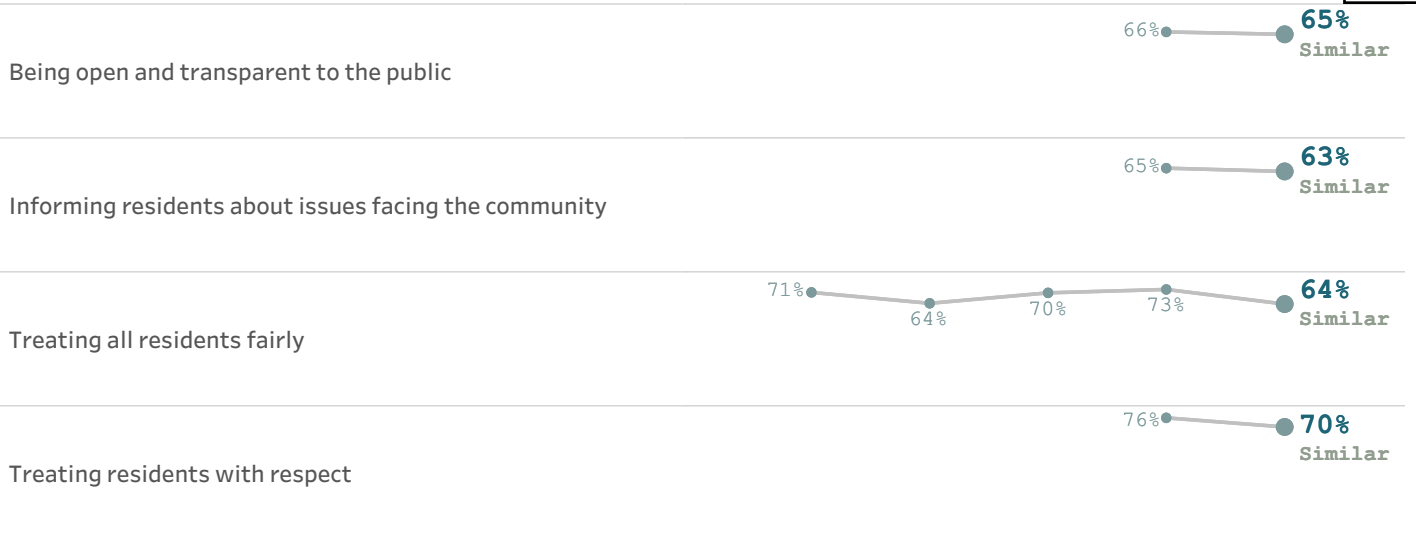 66%
65%
Similar
Being open and transparent to the public
65%
63%
Similar
Informing residents about issues facing the community
71%
64%
70%
73%
64%
Similar
Treating all residents fairly
76%
70%
Similar
Treating residents with respect